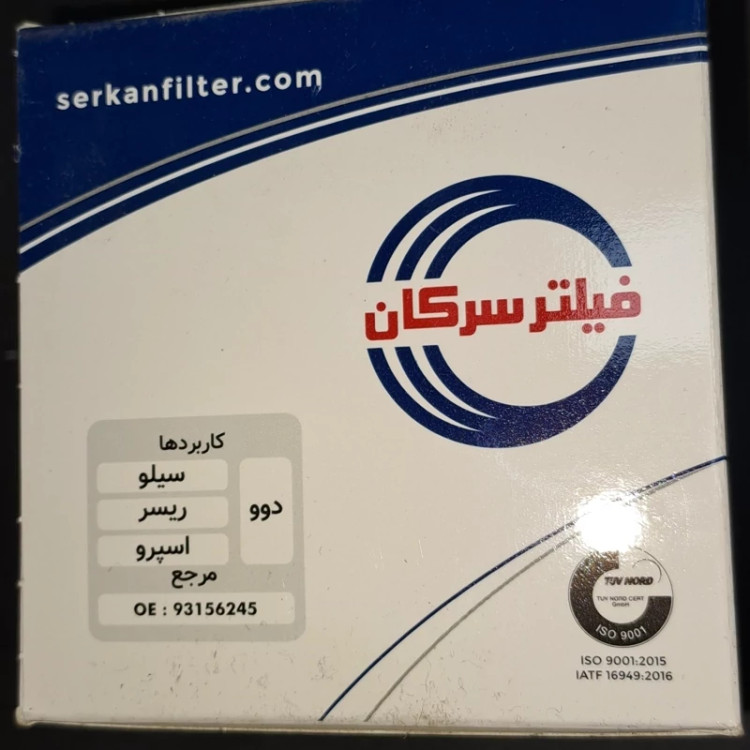 serkanfilter.com
فیلتر سرکان
کاربردها
دوو
سیلو
ریسر
اسپرو
مرجع
OE : 93156245
TUV NORD
TUV NORD CERT
GmbH
ISO 9001
ISO 9001:2015
IATF 16949:2016